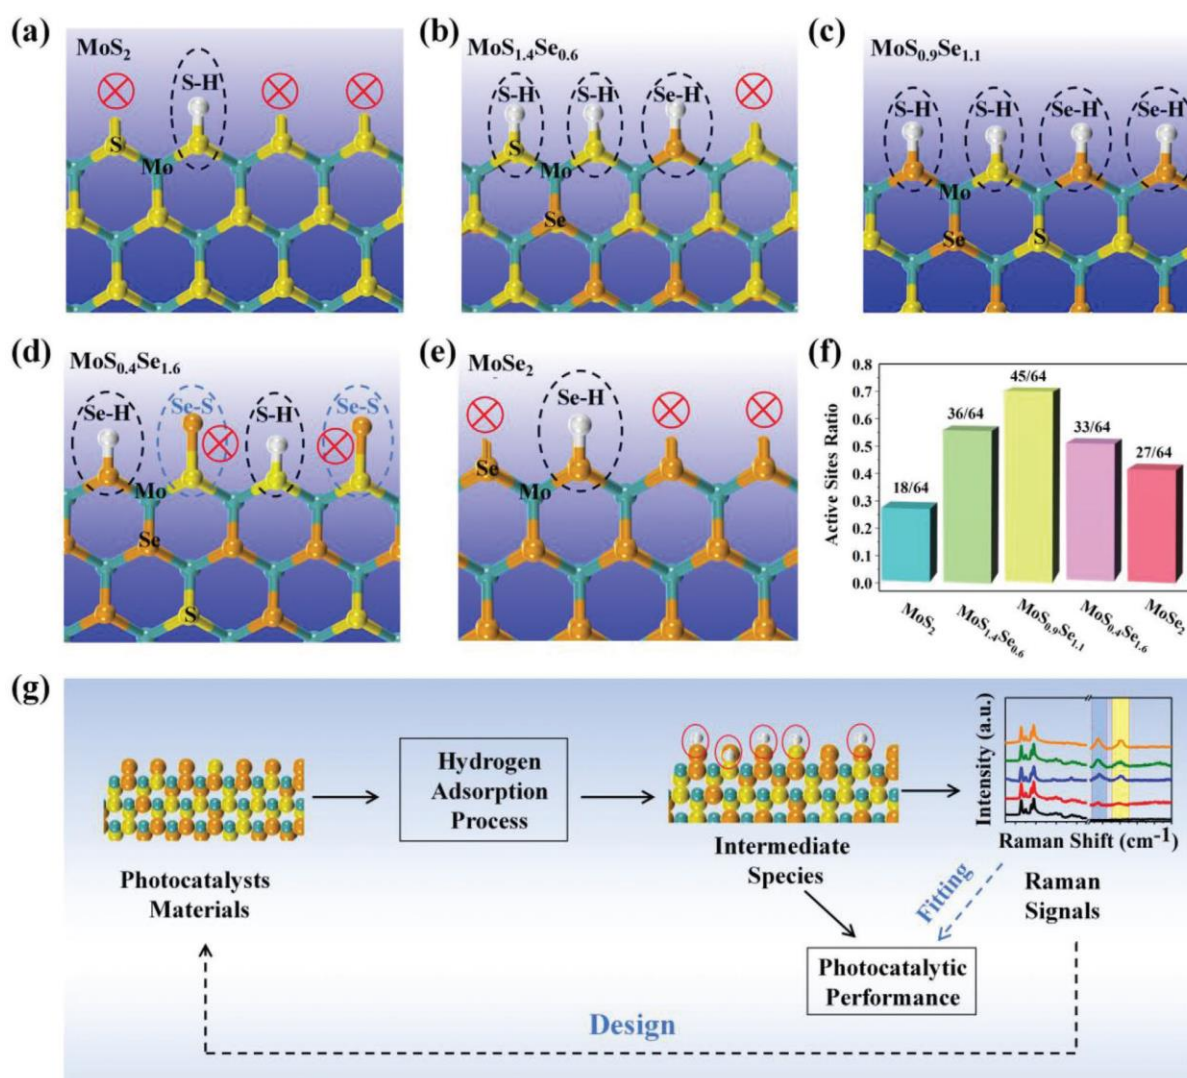 (a)
MoS2
S-H
S
Mo
(b)
MoS1.4Se0.6
S-H
S-H
Se-H
S
Mo
Se
(c)
MoS0.9Se1.1
S-H
S-H
Se-H
Se-H
Mo
Se
S
(d)
MoS0.4Se1.6
Se-H
Se-S
S-H
Se-S
Mo
Se
S
(e)
MoSe2
Se-H
Se
Mo
(f)
Active Sites Ratio
0.8
0.7
0.6
0.5
0.4
0.3
0.2
0.1
0.0
18/64
36/64
45/64
33/64
27/64
MoS2
MoS1.4Se0.6
MoS0.9Se1.1
MoS0.4Se1.6
MoSe2
(g)
Photocatalysts
Materials
Hydrogen
Adsorption
Process
Intermediate
Species
Intensity (a.u.)
Raman Shift (cm-1)
Raman
Signals
Fitting
Photocatalytic
Performance
Design